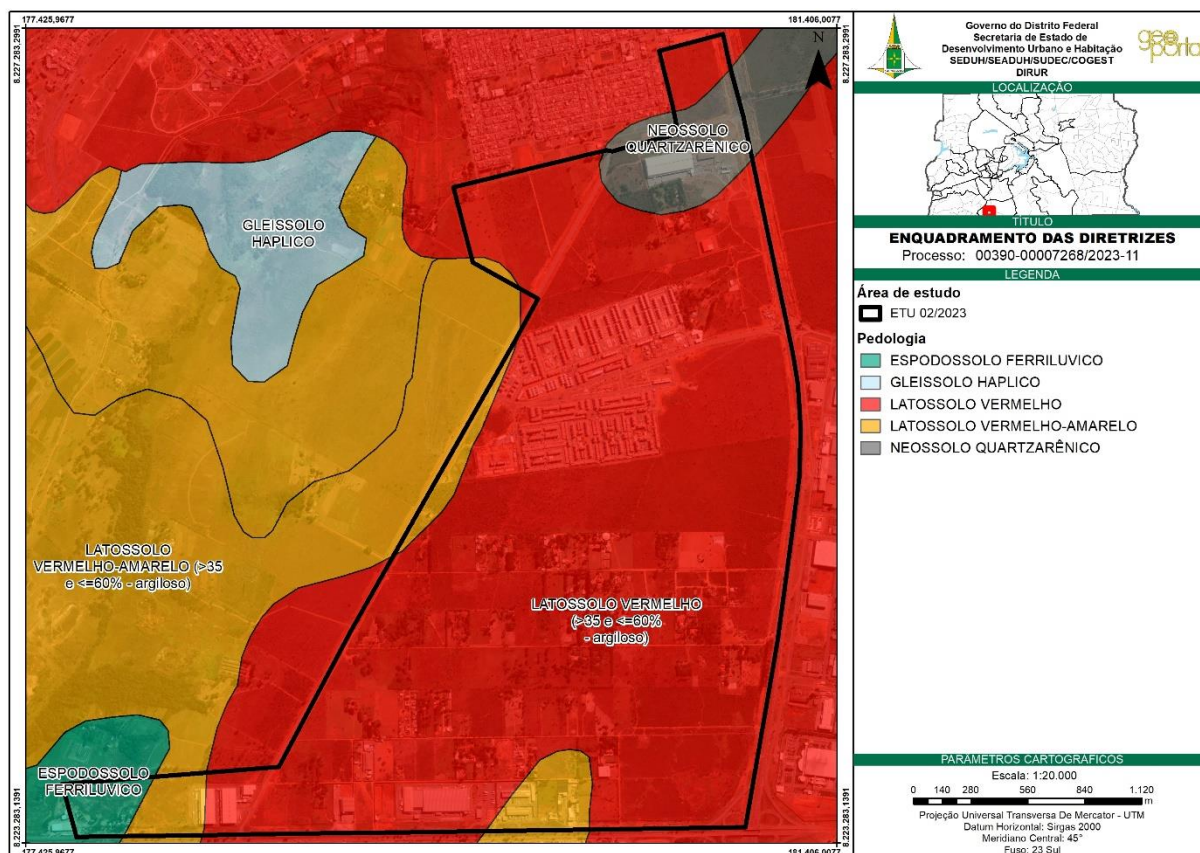 177.425,9677
181.406,0077
8.227.283,2991
8.227.283,2991
N
NEOSSOLO
QUARTZARÊNICO
GLEISSOLO
HAPLICO
LATOSSOLO
VERMELHO-AMARELO (>35
e <=60% - argiloso)
LATOSSOLO VERMELHO
(>35 e <=60%
- argiloso)
ESPODOSSOLO
FERRILUVICO
8.223.283,1391
8.223.283,1391
177.425,9677
181.406,0077
Governo do Distrito Federal
Secretaria de Estado de
Desenvolvimento Urbano e Habitação
SEDUH/SEADUH/SUDEC/COGEST
DIRUR
geo
portal
LOCALIZAÇÃO
TÍTULO
ENQUADRAMENTO DAS DIRETRIZES
Processo: 00390-00007268/2023-11
LEGENDA
Área de estudo
ETU 02/2023
Pedologia
ESPODOSSOLO FERRILUVICO
GLEISSOLO HAPLICO
LATOSSOLO VERMELHO
LATOSSOLO VERMELHO-AMARELO
NEOSSOLO QUARTZARÊNICO
PARAMETROS CARTOGRAFICOS
Escala: 1:20.000
0 140 280 560 840 1.120
m
Projeção Universal Transversa De Mercator - UTM
Datum Horizontal: Sirgas 2000
Meridiano Central: 45°
Fuso: 23 Sul